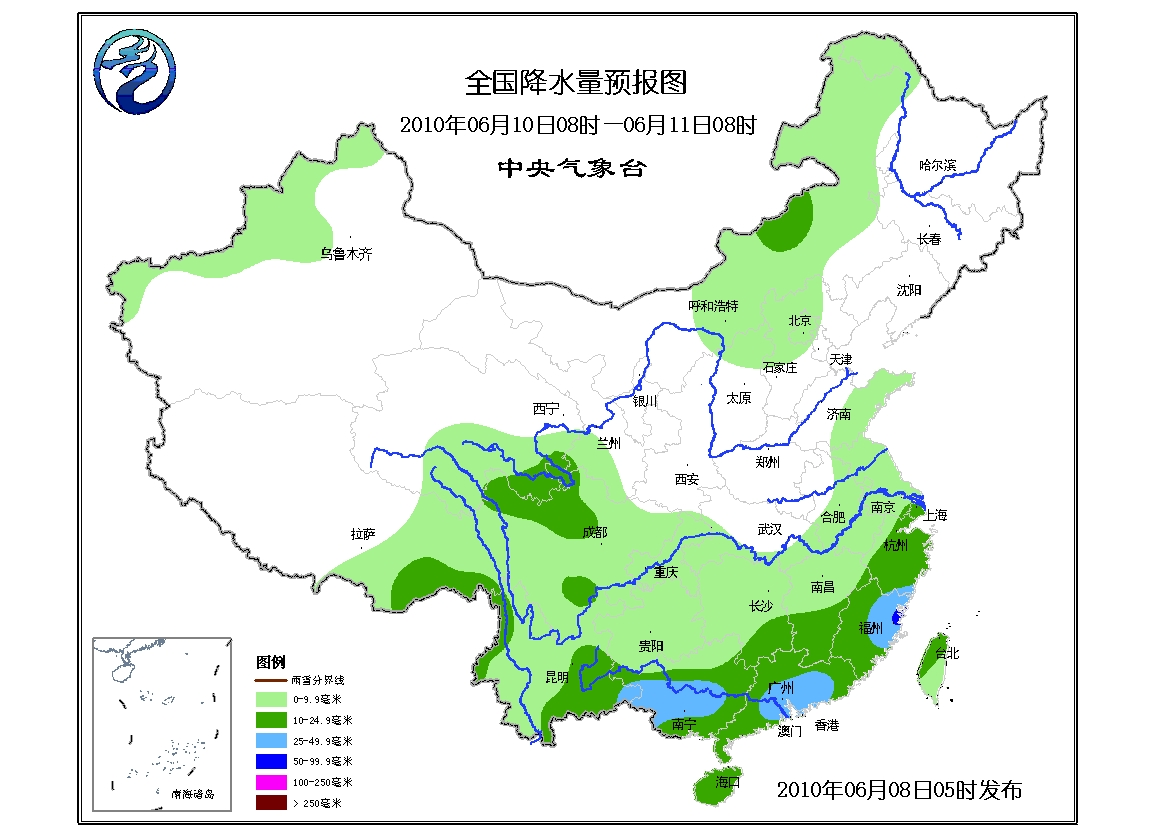 全国降水量预报图
2010年06月10日08时－06月11日08时
中央气象台
哈尔滨
长春
乌鲁木齐
沈阳
呼和浩特
北京
天津
石家庄
银川
太原
西宁
济南
兰州
郑州
西安
拉萨
成都
武汉
合肥
南京
上海
杭州
重庆
南昌
长沙
福州
贵阳
台北
昆明
广州
南宁
澳门
香港
海口
图例
雨雪分界线
0-9.9毫米
10-24.9毫米
25-49.9毫米
50-99.9毫米
100-250毫米
> 250毫米
南海诸岛
2010年06月08日05时发布